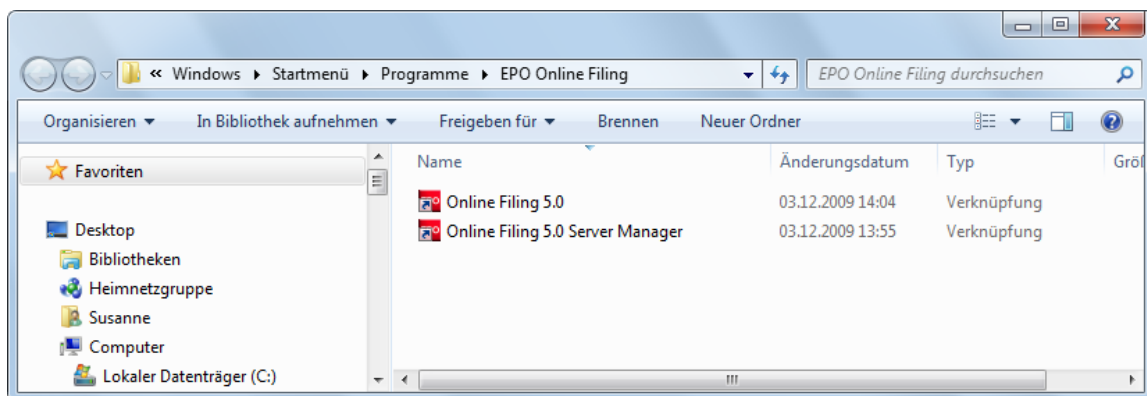 « Windows ▸ Startmenü ▸ Programme ▸ EPO Online Filing
EPO Online Filing durchsuchen
Organisieren In Bibliothek aufnehmen Freigeben für Brennen Neuer Ordner
Favoriten
Desktop
Bibliotheken
Heimnetzgruppe
Susanne
Computer
Lokaler Datenträger (C:)
Name Änderungsdatum Typ
Online Filing 5.0 03.12.2009 14:04 Verknüpfung
Online Filing 5.0 Server Manager 03.12.2009 13:55 Verknüpfung